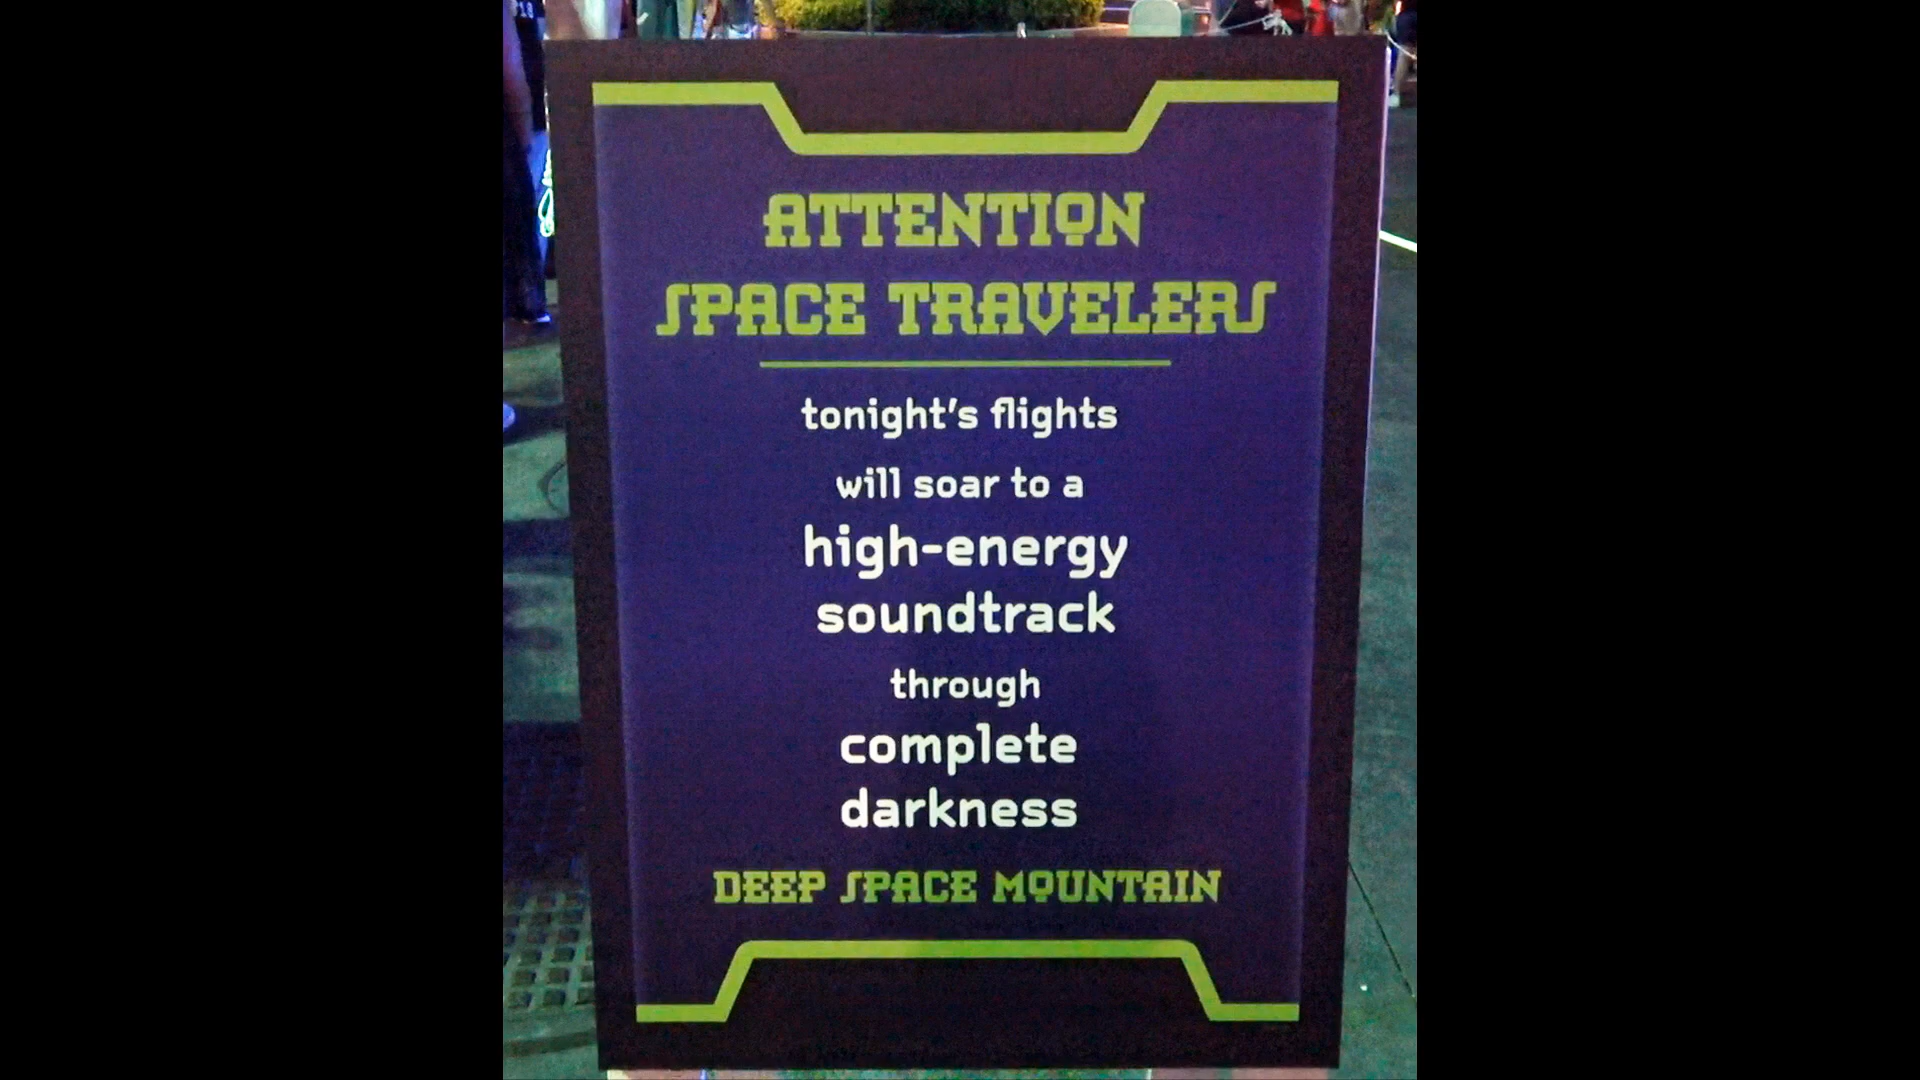 ATTENTION
SPACE TRAVELERS
tonight's flights
will soar to a
high-energy
soundtrack
through
complete
darkness
DEEP SPACE MOUNTAIN